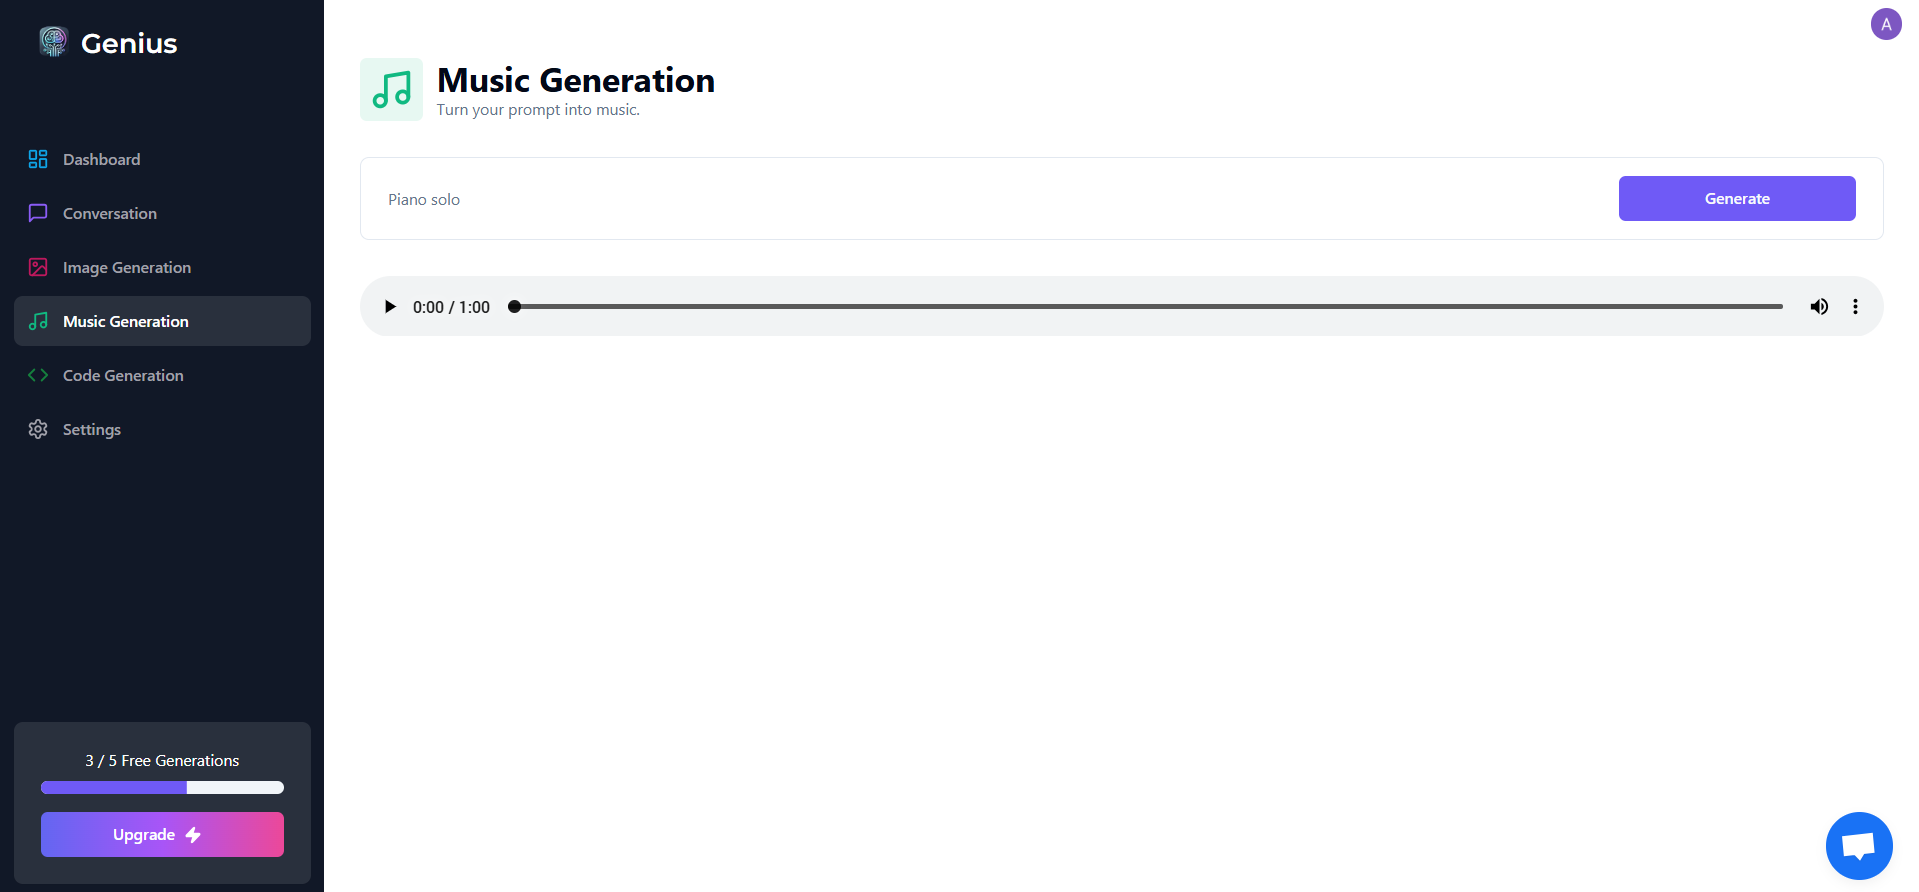 Genius
Dashboard
Conversation
Image Generation
Music Generation
Code Generation
Settings
3 / 5 Free Generations
Upgrade
A
Music Generation
Turn your prompt into music.
Piano solo
Generate
0:00 / 1:00